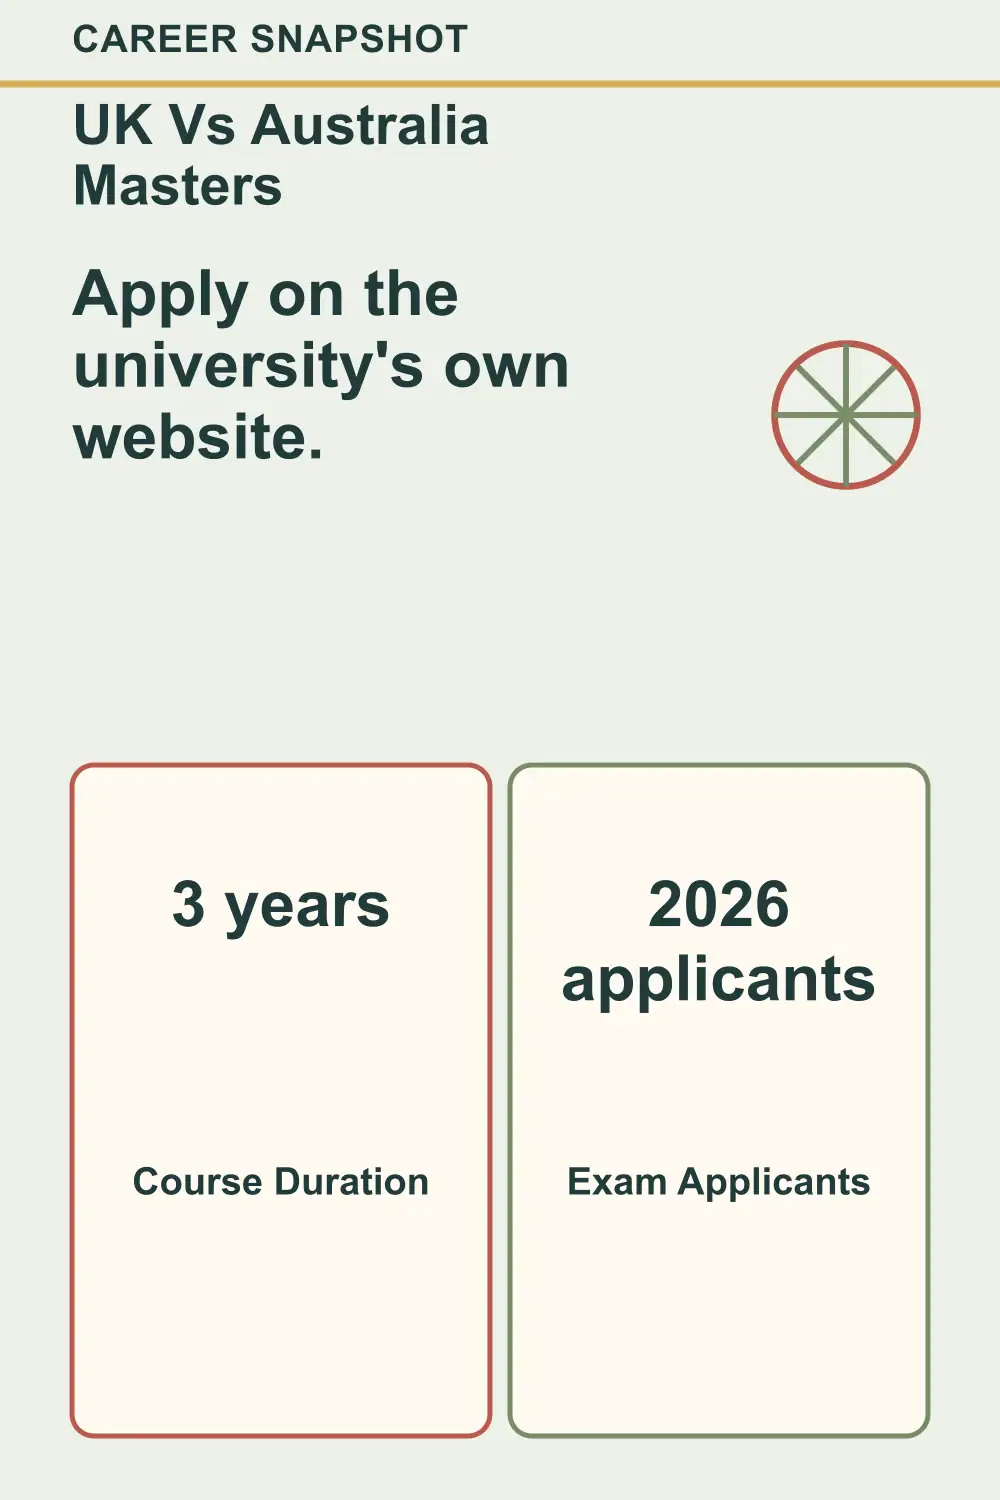 CAREER SNAPSHOT
UK Vs Australia
Masters
Apply on the
university's own
website.
3 years
Course Duration
2026
applicants
Exam Applicants